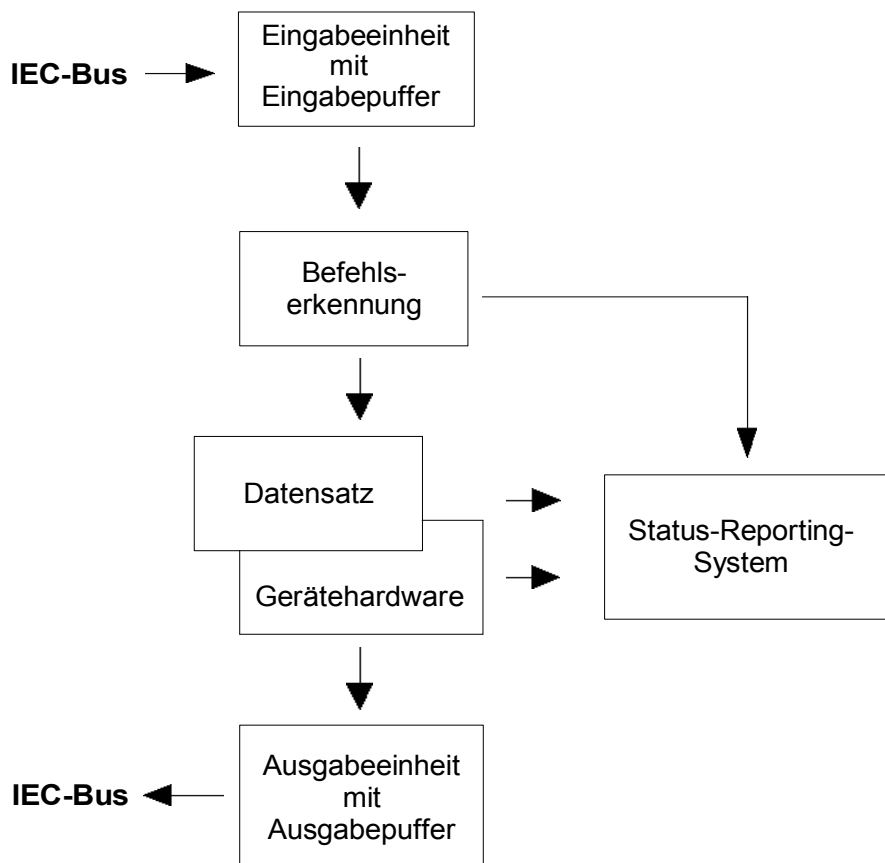 Eingabeeinheit
mit
Eingabepuffer
IEC-Bus
Befehls-
erkennung
Datensatz
Gerätehardware
Status-Reporting-
System
Ausgabeeinheit
mit
Ausgabepuffer
IEC-Bus